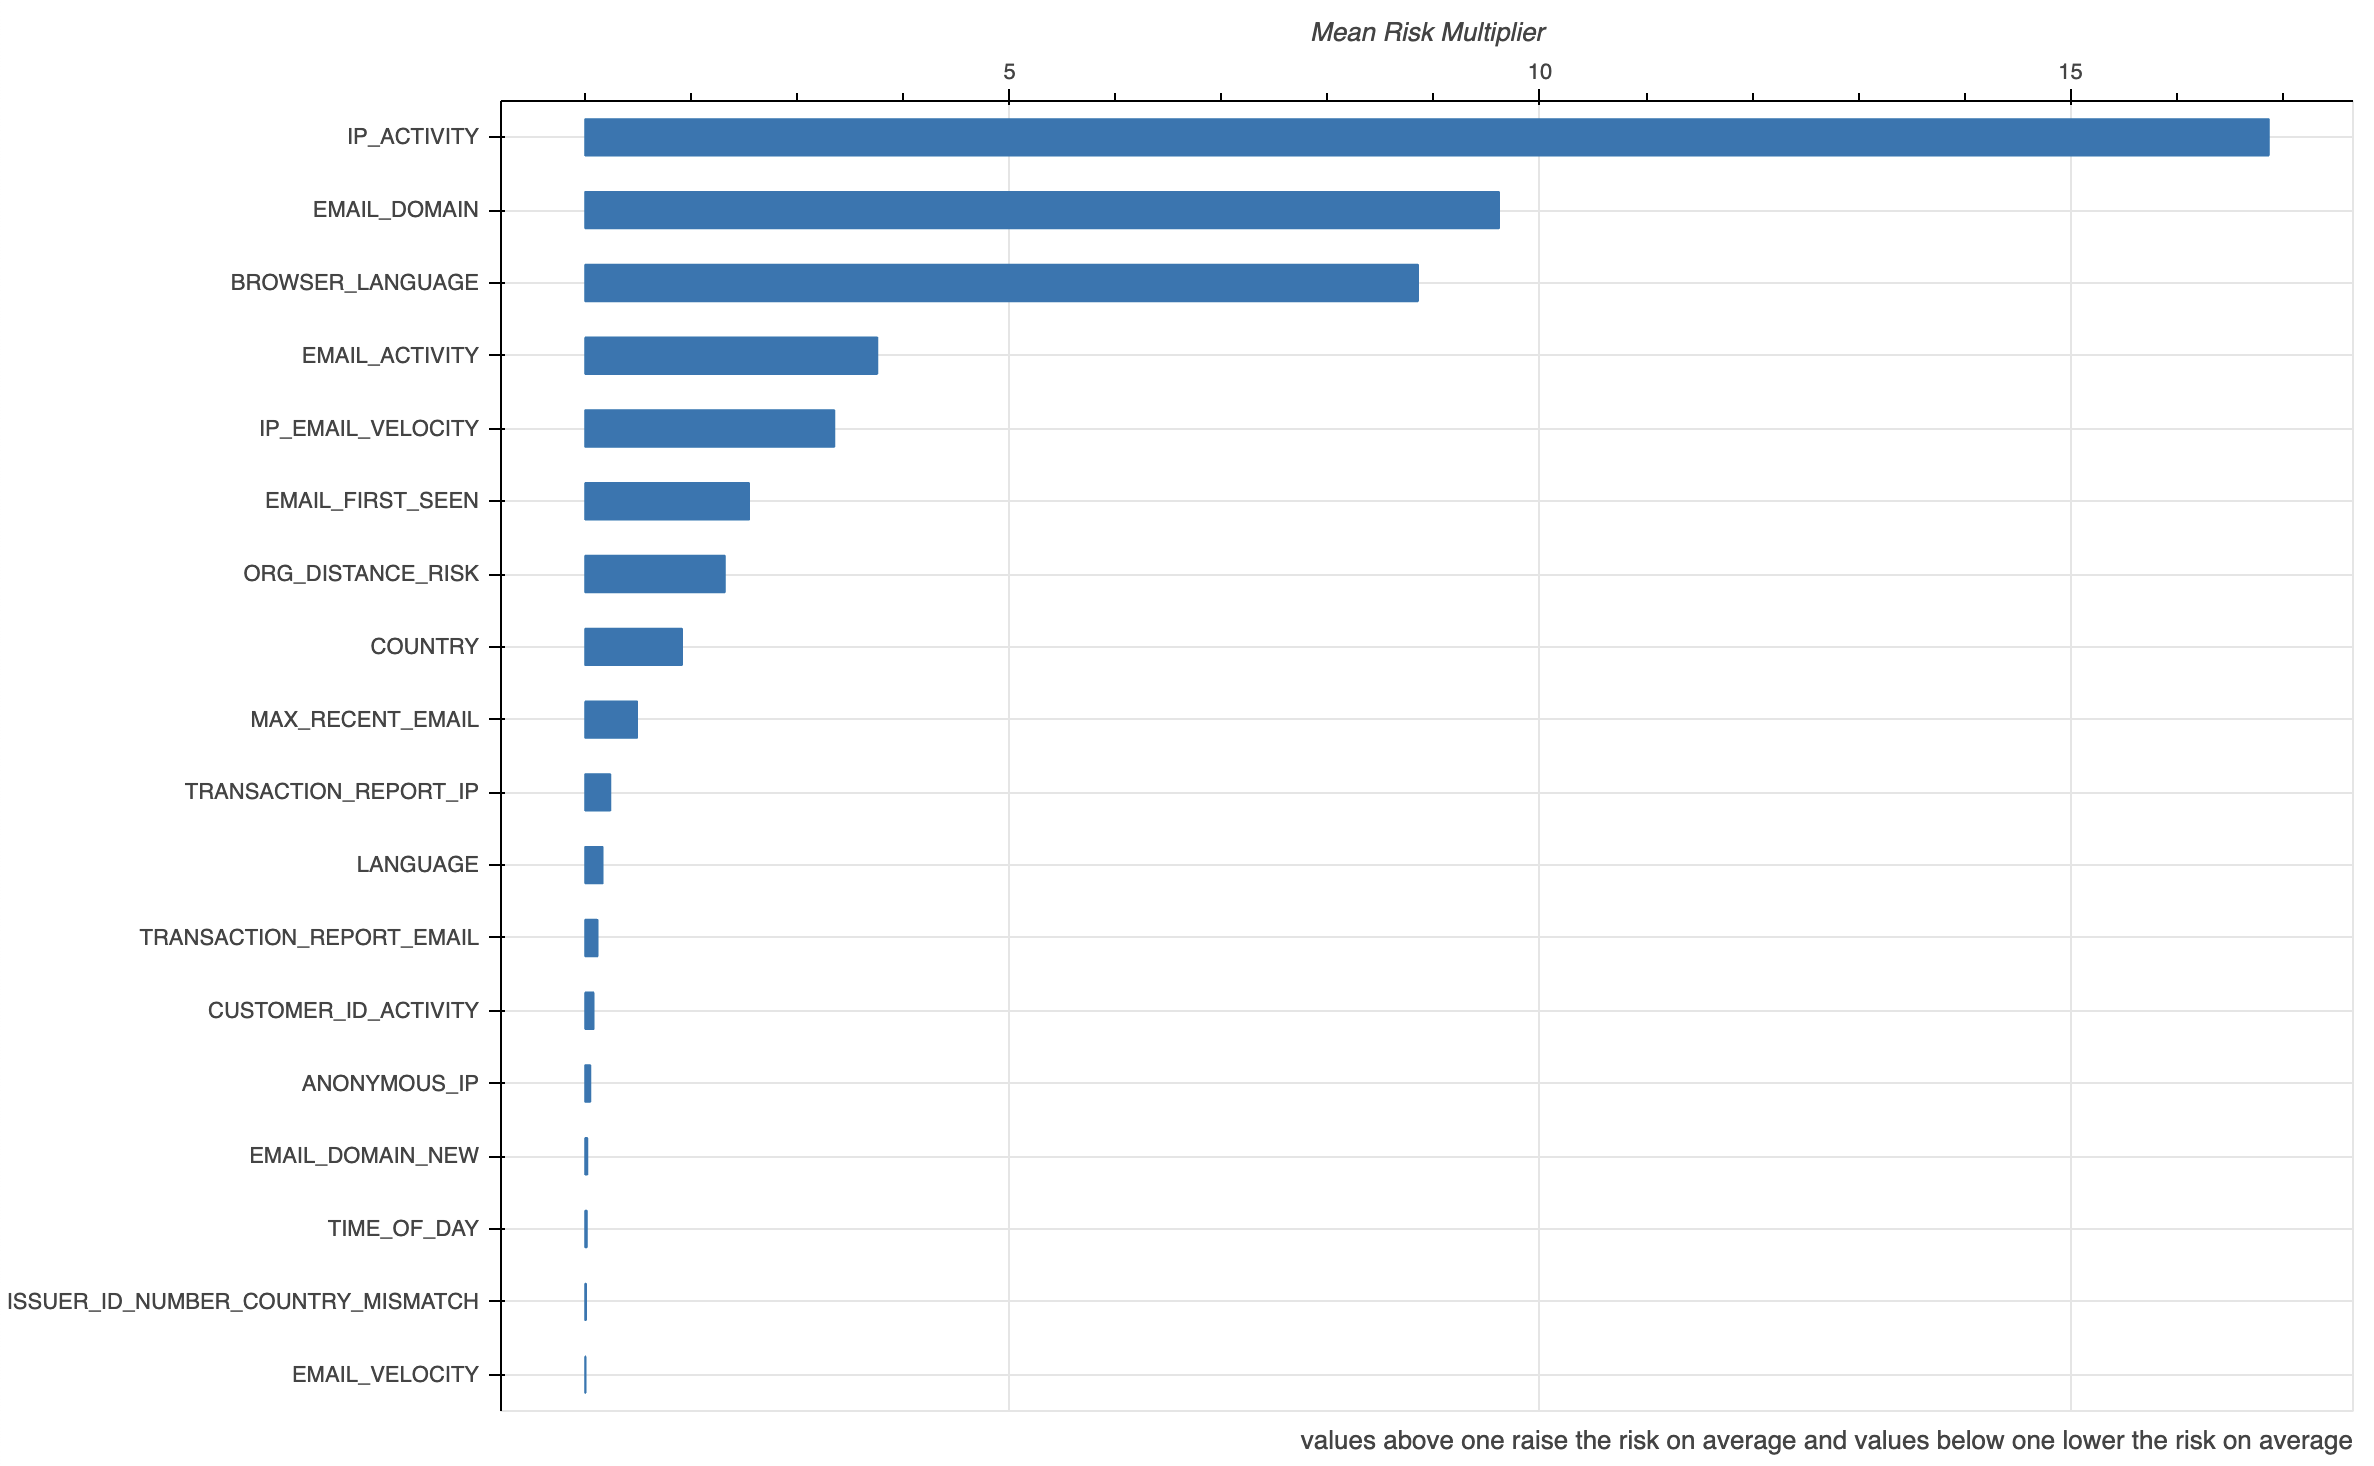 Mean Risk Multiplier
5 10 15
IP_ACTIVITY
EMAIL_DOMAIN
BROWSER_LANGUAGE
EMAIL_ACTIVITY
IP_EMAIL_VELOCITY
EMAIL_FIRST_SEEN
ORG_DISTANCE_RISK
COUNTRY
MAX_RECENT_EMAIL
TRANSACTION_REPORT_IP
LANGUAGE
TRANSACTION_REPORT_EMAIL
CUSTOMER_ID_ACTIVITY
ANONYMOUS_IP
EMAIL_DOMAIN_NEW
TIME_OF_DAY
ISSUER_ID_NUMBER_COUNTRY_MISMATCH
EMAIL_VELOCITY
values above one raise the risk on average and values below one lower the risk on average